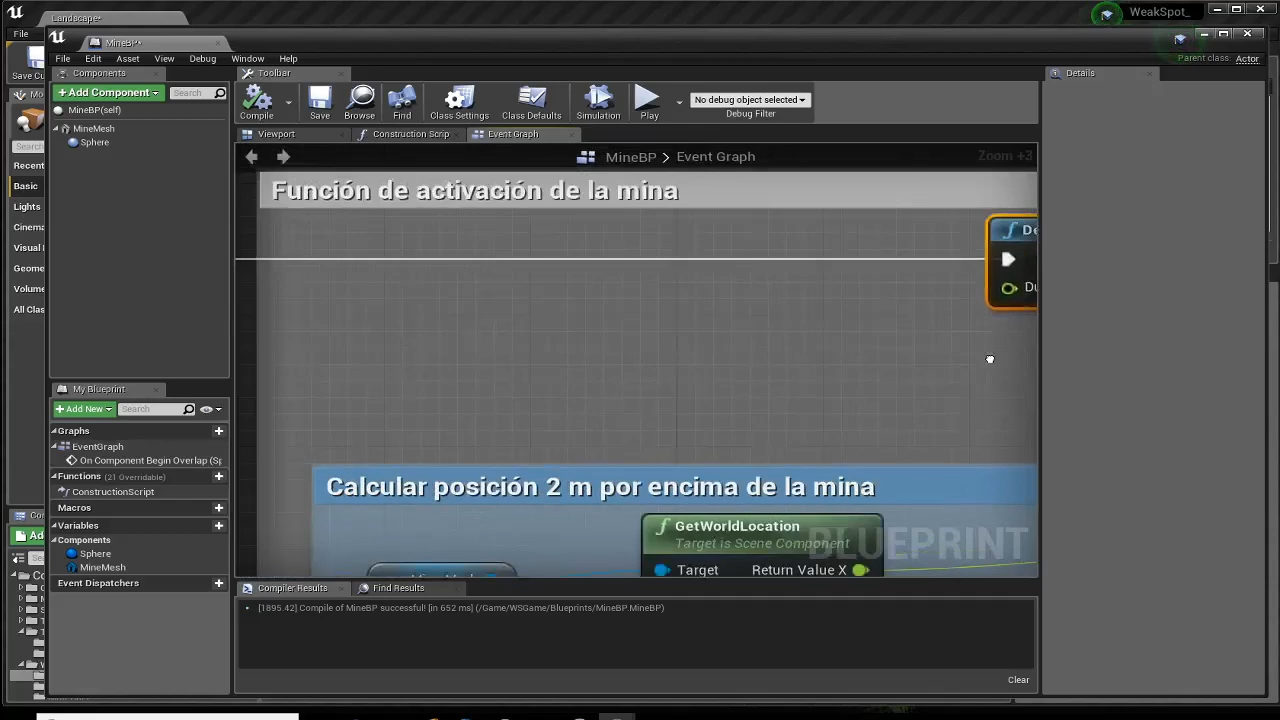 Landscape*
WeakSpot_
File
MineBP*
File Edit Asset View Window Help
Parent class: Actor
Save Cu
Components
Toolbar
Details
+ Add Component
Search
MineBP(self)
MineMesh
Sphere
Compile
Save
Browse
Find
Class Settings
Class Defaults
Simulation
Play
No debug object selected
Debug Filter
Viewport
Construction Scrip
Event Graph
MineBP > Event Graph
Zoom +3
Mo
Recent
Basic
Lights
Cinema
Visual
Geome
Volume
All Clas
Función de activación de la mina
De
Du
Calcular posición 2 m por encima de la mina
GetWorldLocation
Target is Scene Component
Target
Return Value X
BLUEPRINT
My Blueprint
+ Add New
Search
Graphs
EventGraph
On Component Begin Overlap (Sp
Functions (21 Overridable)
ConstructionScript
Macros
Variables
Components
Sphere
MineMesh
Event Dispatchers
Compiler Results
Find Results
[1895.42] Compile of MineBP successful! [in 652 ms] (/Game/WSGame/Blueprints/MineBP.MineBP)
Clear